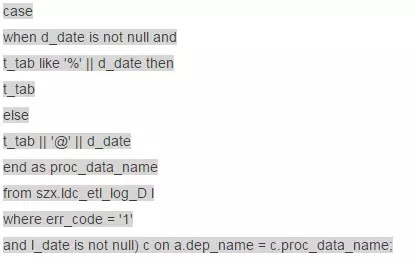 case
when d_date is not null and
t_tab like '%' || d_date then
t_tab
else
t_tab || '@' || d_date
end as proc_data_name
from szx.ldc_etl_log_D l
where err_code = '1'
and l_date is not null) c on a.dep_name = c.proc_data_name;